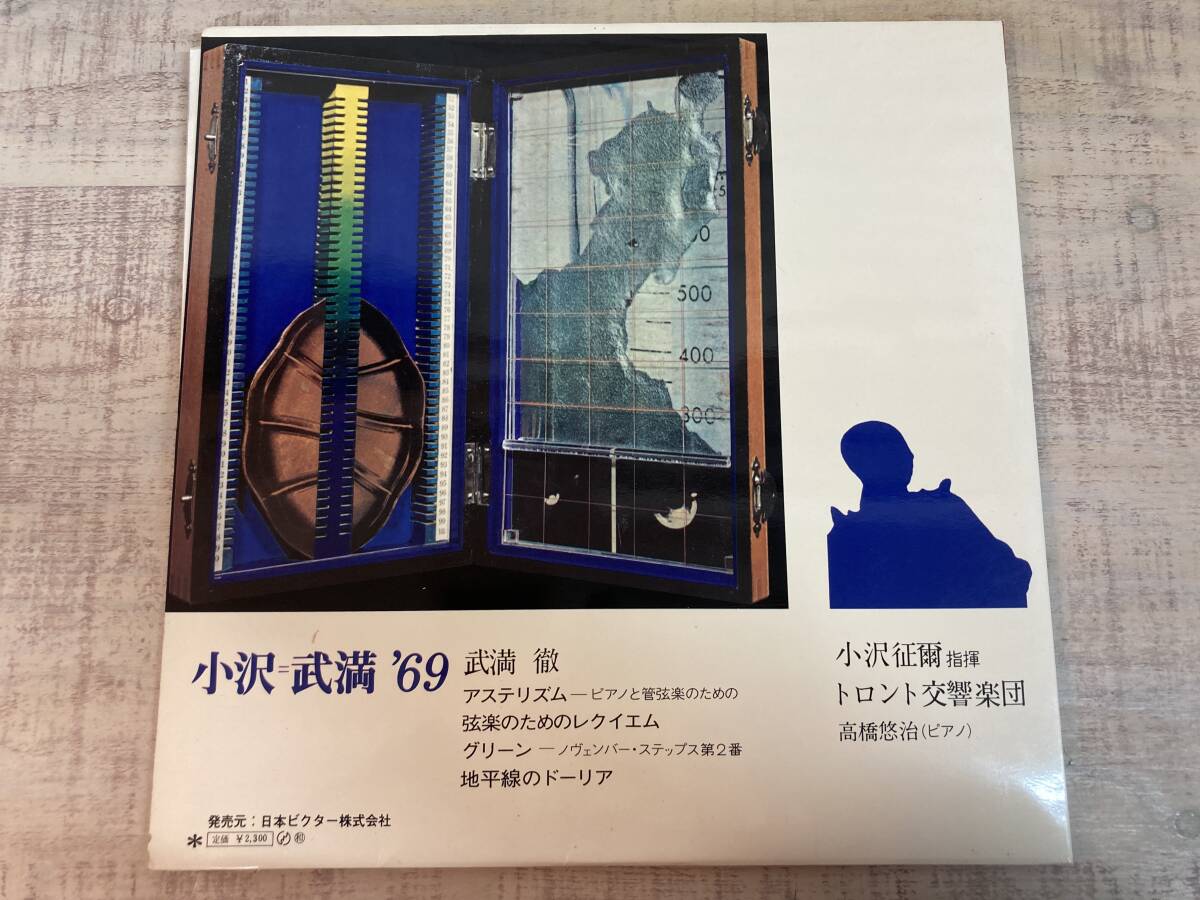 500
400
300
小沢=武満 '69
武満 徹
アステリズム—ピアノと管弦楽のための
弦楽のためのレクイエム
グリーン —ノヴェンバー・ステップス第2番
地平線のドーリア
小沢征爾 指揮
トロント交響楽団
高橋悠治(ピアノ)
発売元:日本ビクター株式会社
* 定価 ¥2,300